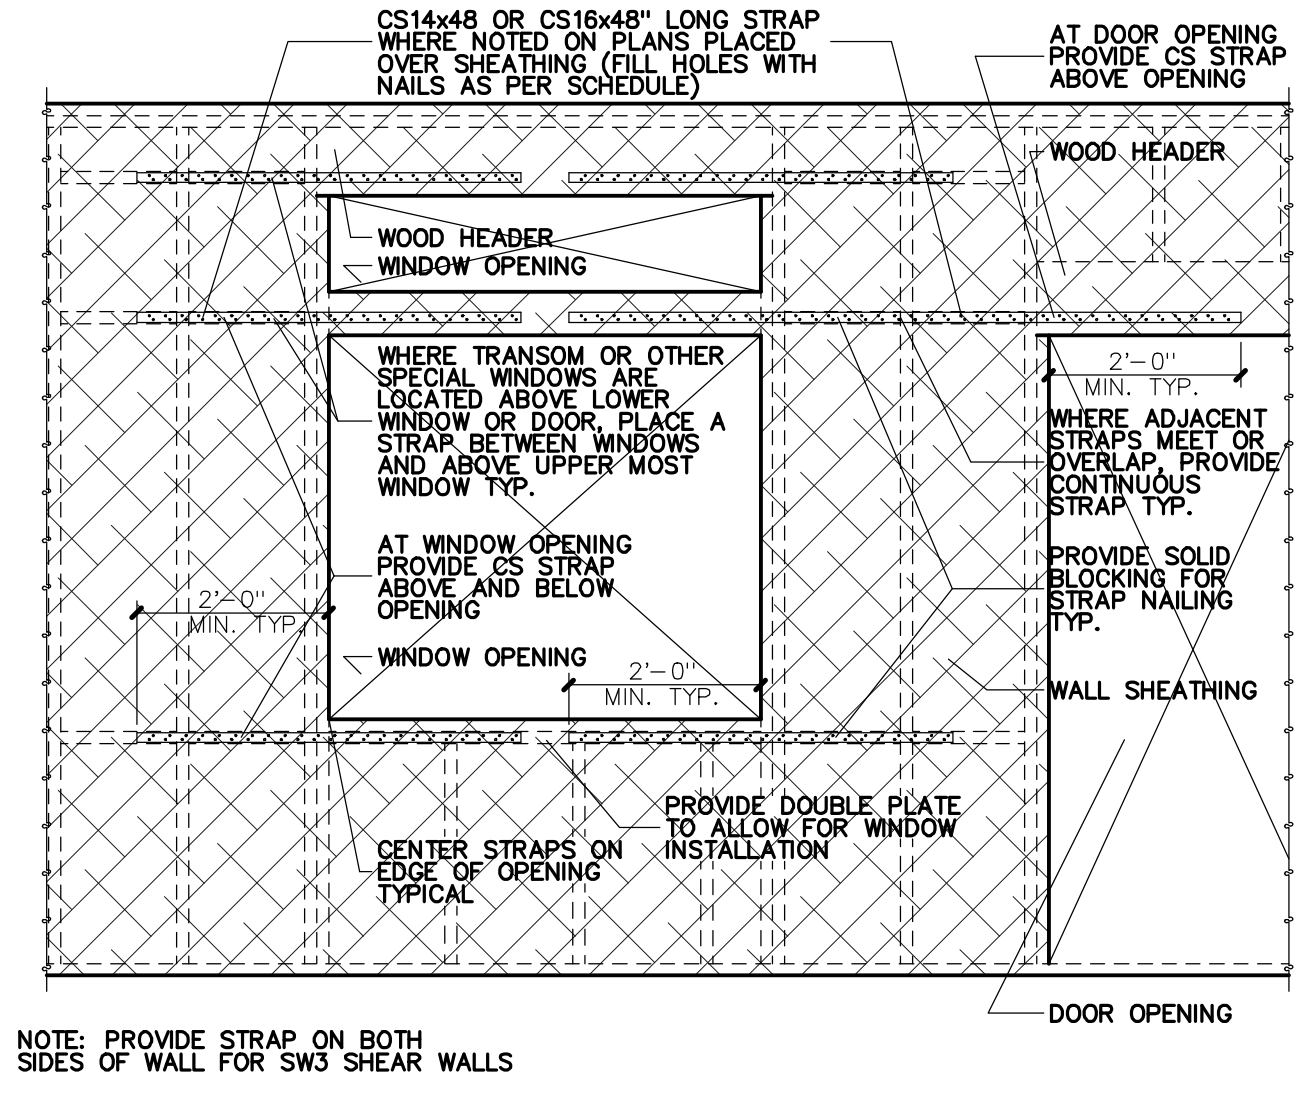 CS14x48 OR CS16x48" LONG STRAP
WHERE NOTED ON PLANS PLACED
OVER SHEATHING (FILL HOLES WITH
NAILS AS PER SCHEDULE)
AT DOOR OPENING
PROVIDE CS STRAP
ABOVE OPENING
WOOD HEADER
WOOD HEADER
WINDOW OPENING
WHERE TRANSOM OR OTHER
SPECIAL WINDOWS ARE
LOCATED ABOVE LOWER
WINDOW OR DOOR, PLACE A
STRAP BETWEEN WINDOWS
AND ABOVE UPPER MOST
WINDOW TYP.
2'-0"
MIN. TYP.
WHERE ADJACENT
STRAPS MEET OR
OVERLAP, PROVIDE
CONTINUOUS
STRAP TYP.
AT WINDOW OPENING
PROVIDE CS STRAP
ABOVE AND BELOW
OPENING
PROVIDE SOLID
BLOCKING FOR
STRAP NAILING
TYP.
2'-0"
MIN. TYP.
WINDOW OPENING
2'-0"
MIN. TYP.
WALL SHEATHING
PROVIDE DOUBLE PLATE
TO ALLOW FOR WINDOW
INSTALLATION
CENTER STRAPS ON
EDGE OF OPENING
TYPICAL
DOOR OPENING
NOTE: PROVIDE STRAP ON BOTH
SIDES OF WALL FOR SW3 SHEAR WALLS